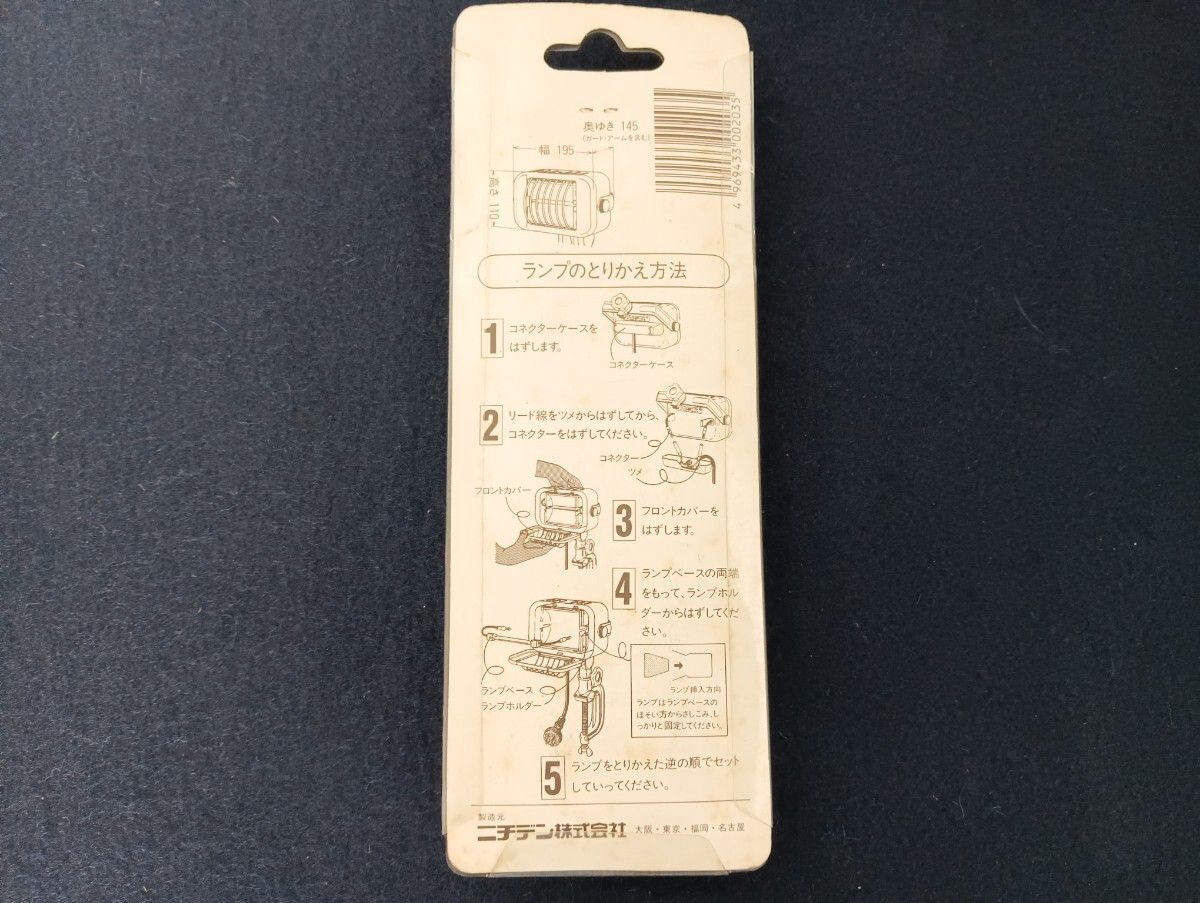 奥ゆき 145
(ガード・アームを含む)
幅 195
高さ 110
4 969433 002035
ランプのとりかえ方法
1 コネクターケースを
はずします。
コネクターケース
2 リード線をツメからはずしてから、
コネクターをはずしてください。
コネクター
ツメ
フロントカバー
3 フロントカバーを
はずします。
4 ランプベースの両端
をもって、ランプホル
ダーからはずしてくだ
さい。
ランプ挿入方向
ランプはランプベースの
ほそい方からさしこみ、し
っかりと固定してください。
ランプベース
ランプホルダー
5 ランプをとりかえた逆の順でセット
していってください。
製造元
ニチデン株式会社 大阪・東京・福岡・名古屋